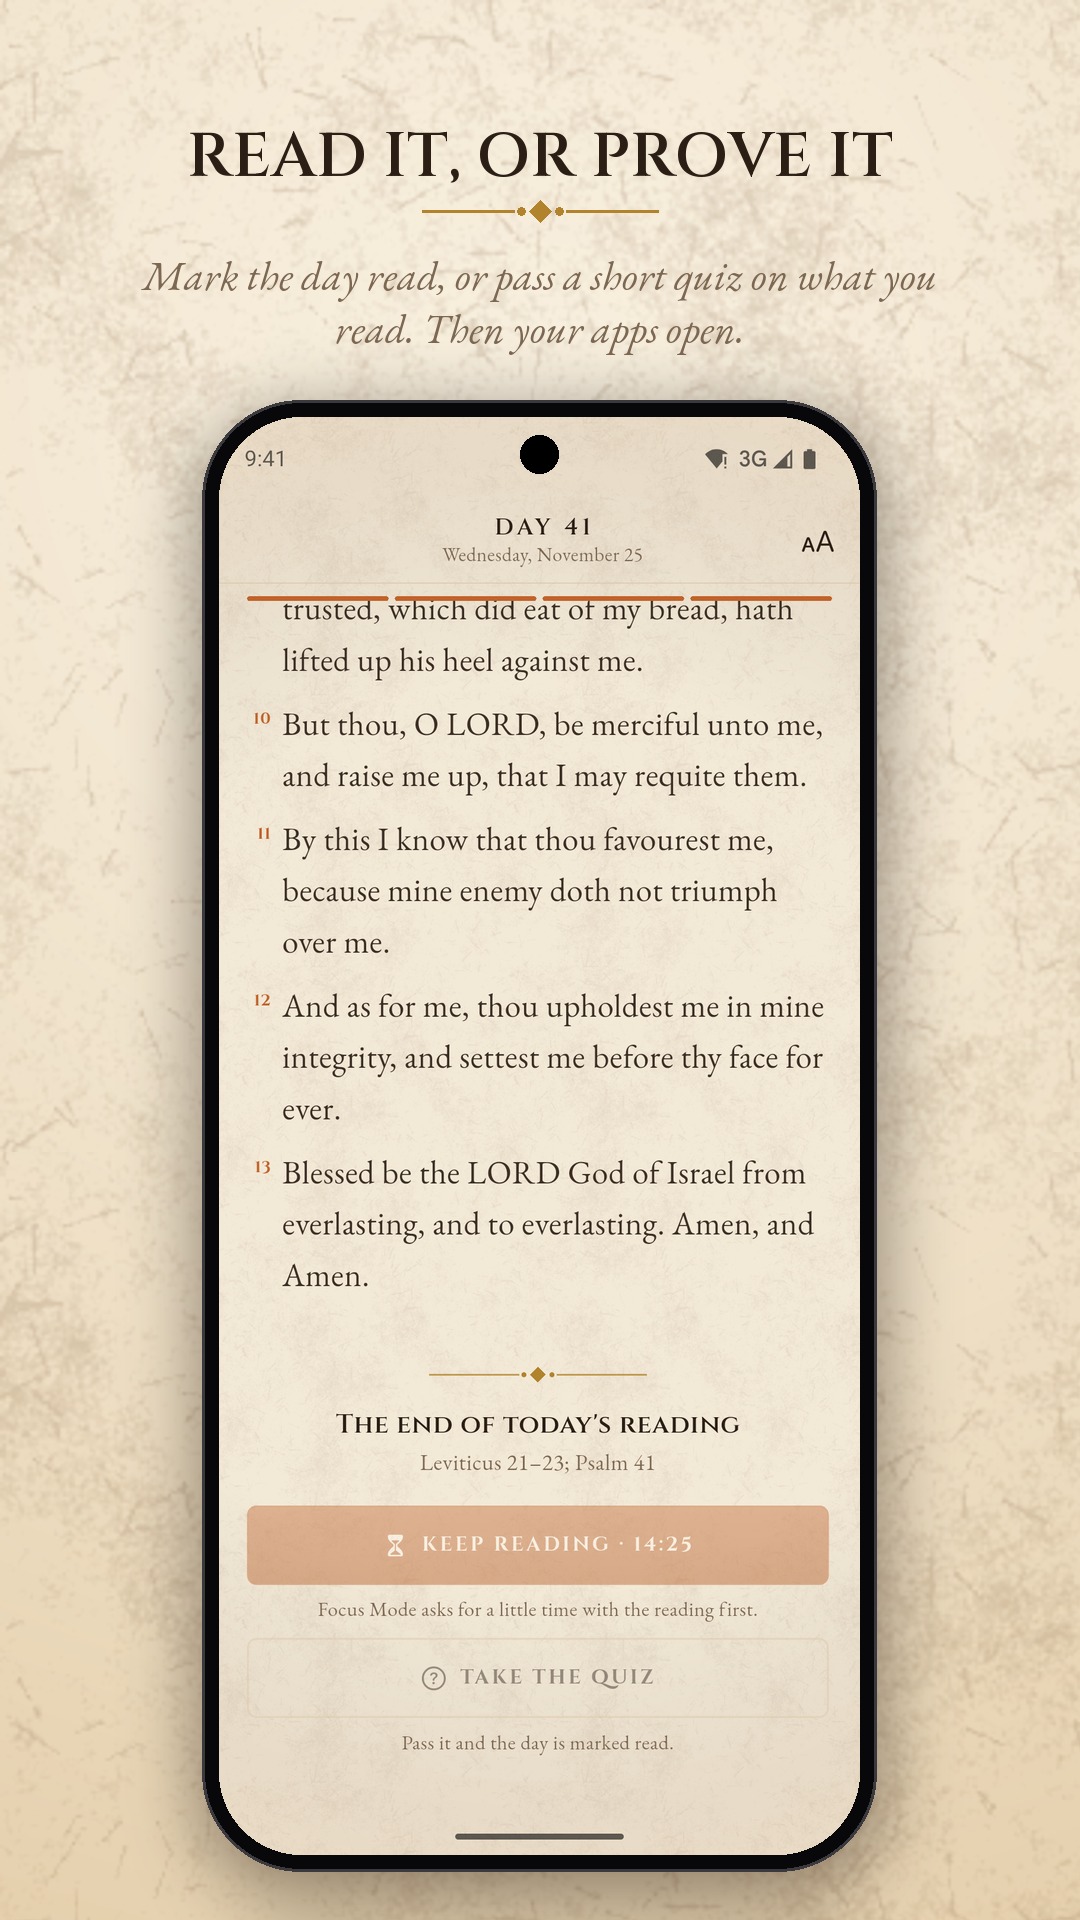 READ IT, OR PROVE IT
Mark the day read, or pass a short quiz on what you
read. Then your apps open.
9:41
3G
DAY 41
Wednesday, November 25
AA
trusted, which did eat of my bread, hath
lifted up his heel against me.
10 But thou, O LORD, be merciful unto me,
and raise me up, that I may requite them.
11 By this I know that thou favourest me,
because mine enemy doth not triumph
over me.
12 And as for me, thou upholdest me in mine
integrity, and settest me before thy face for
ever.
13 Blessed be the LORD God of Israel from
everlasting, and to everlasting. Amen, and
Amen.
THE END OF TODAY'S READING
Leviticus 21–23; Psalm 41
KEEP READING · 14:25
Focus Mode asks for a little time with the reading first.
? TAKE THE QUIZ
Pass it and the day is marked read.